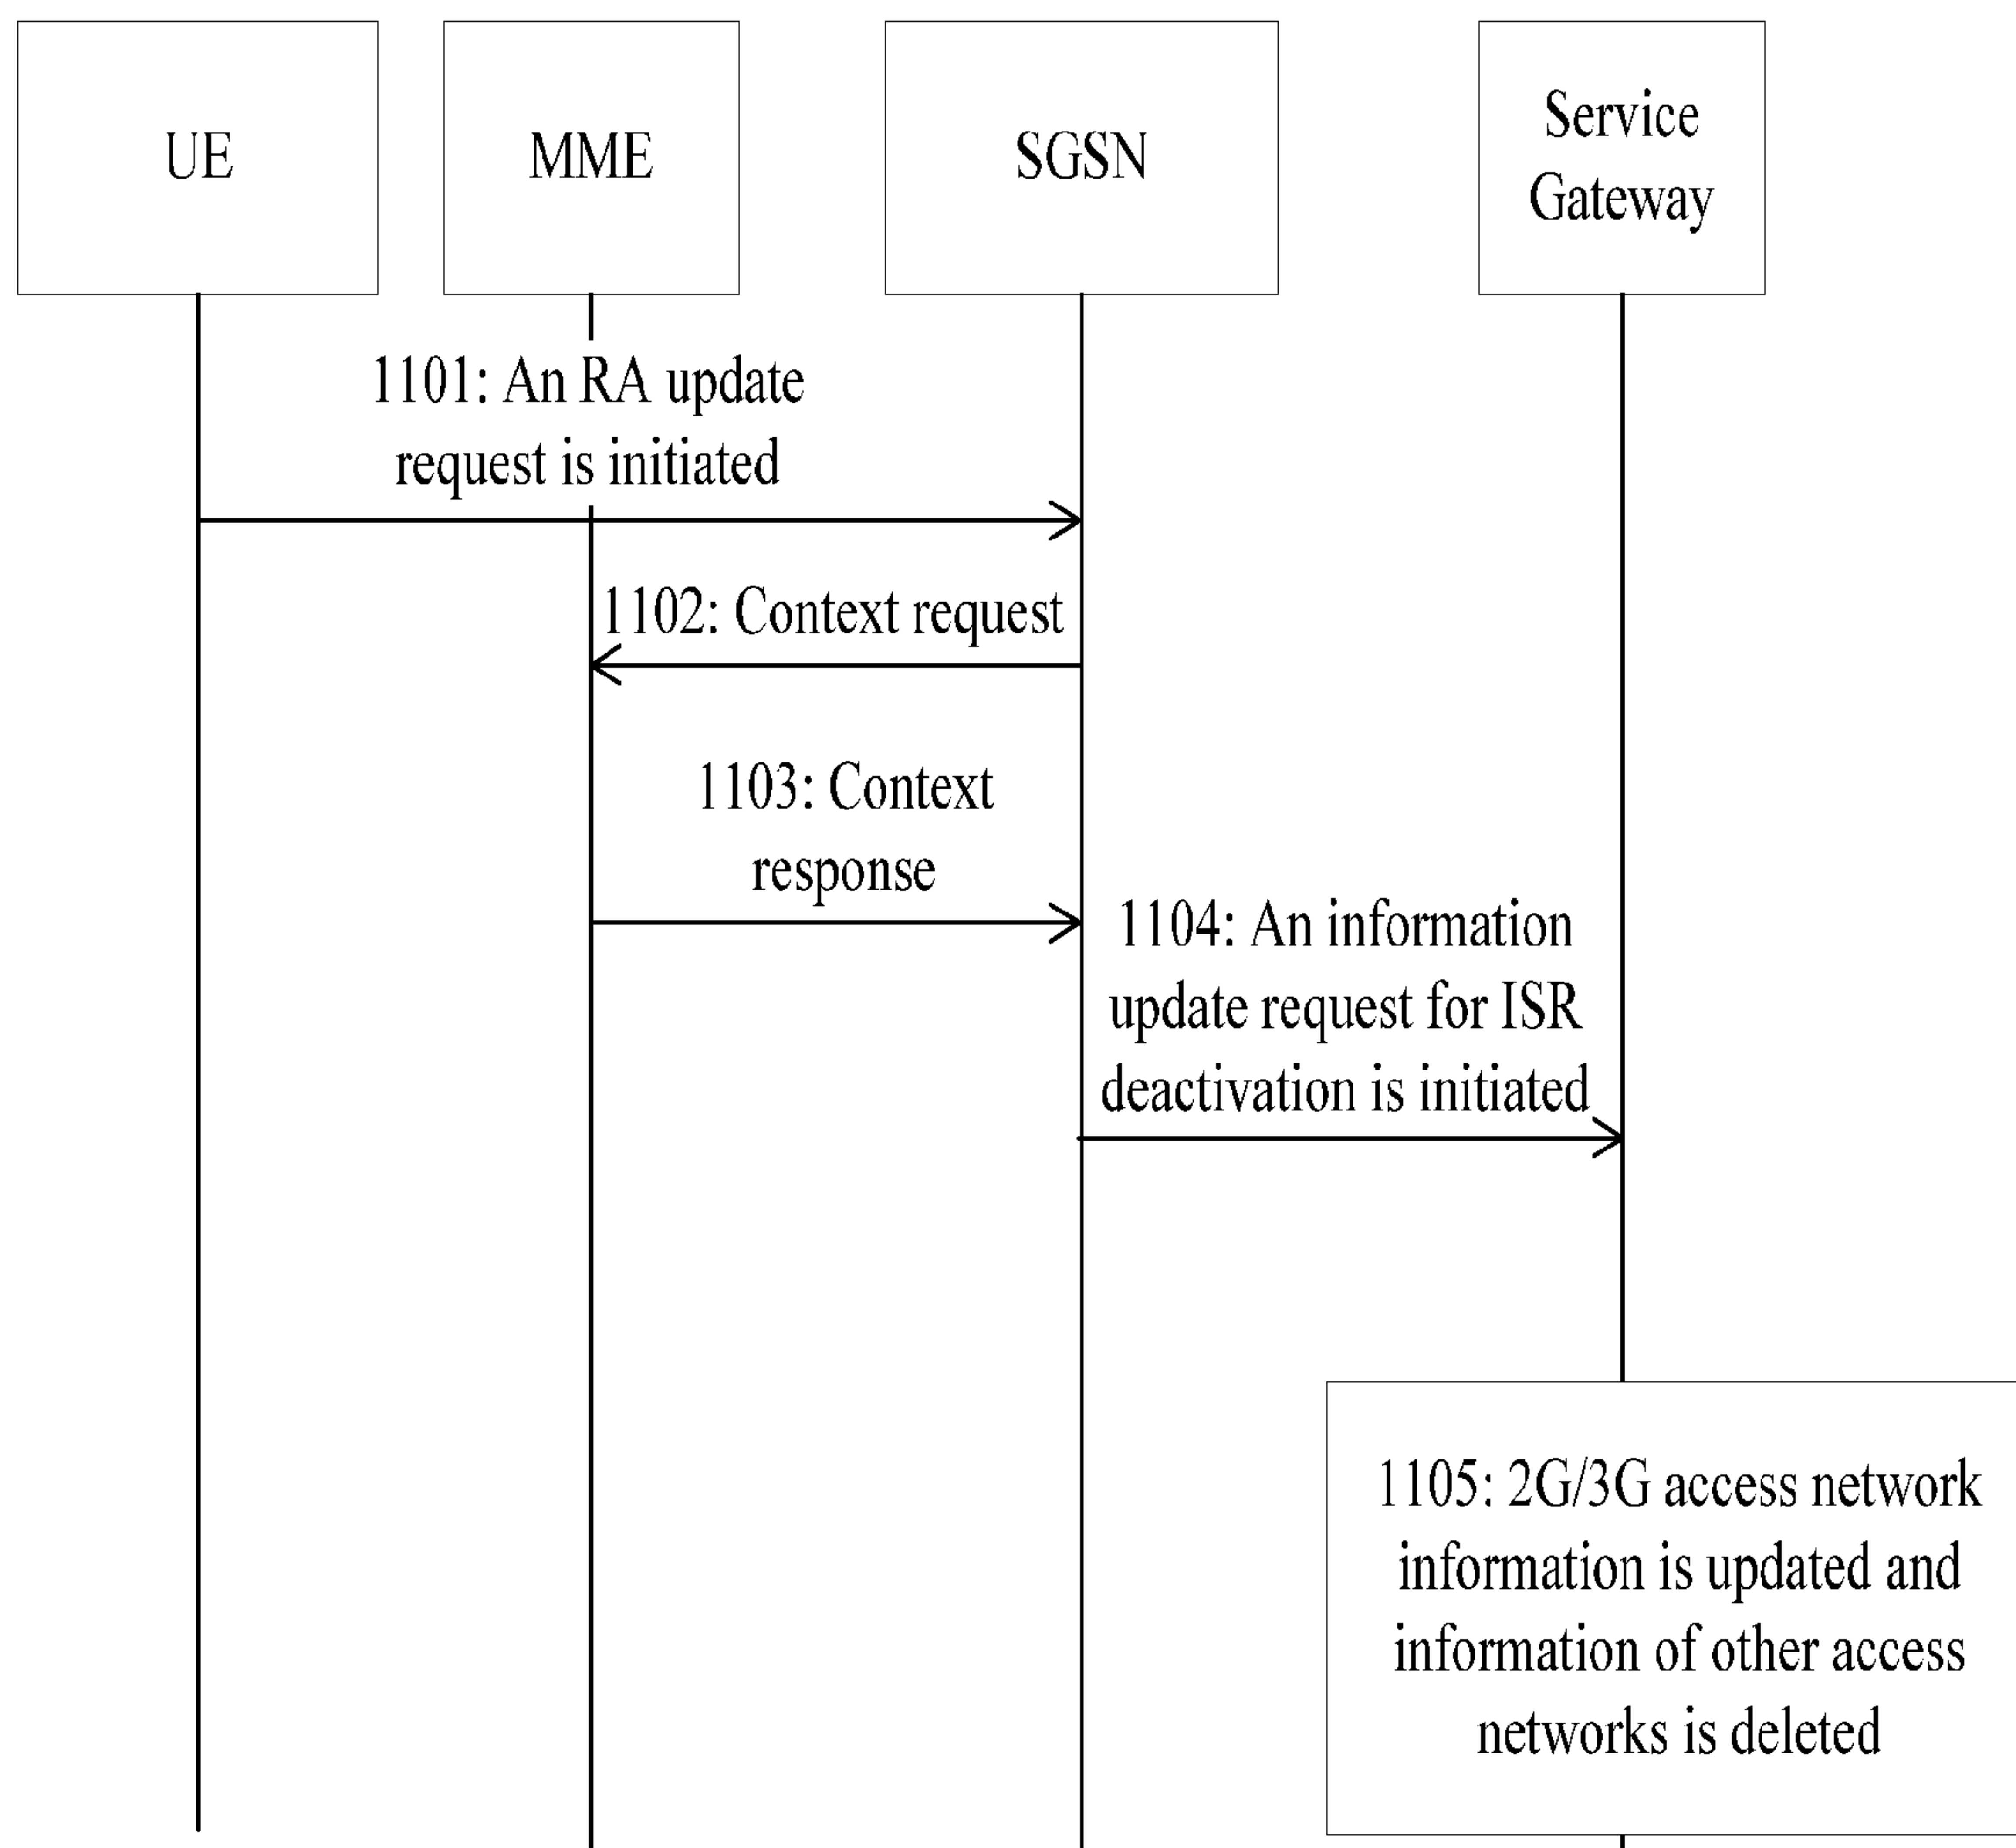 UE
MME
SGSN
Service
Gateway
1101: An RA update
request is initiated
1102: Context request
1103: Context
response
1104: An information
update request for ISR
deactivation is initiated
1105: 2G/3G access network
information is updated and
information of other access
networks is deleted